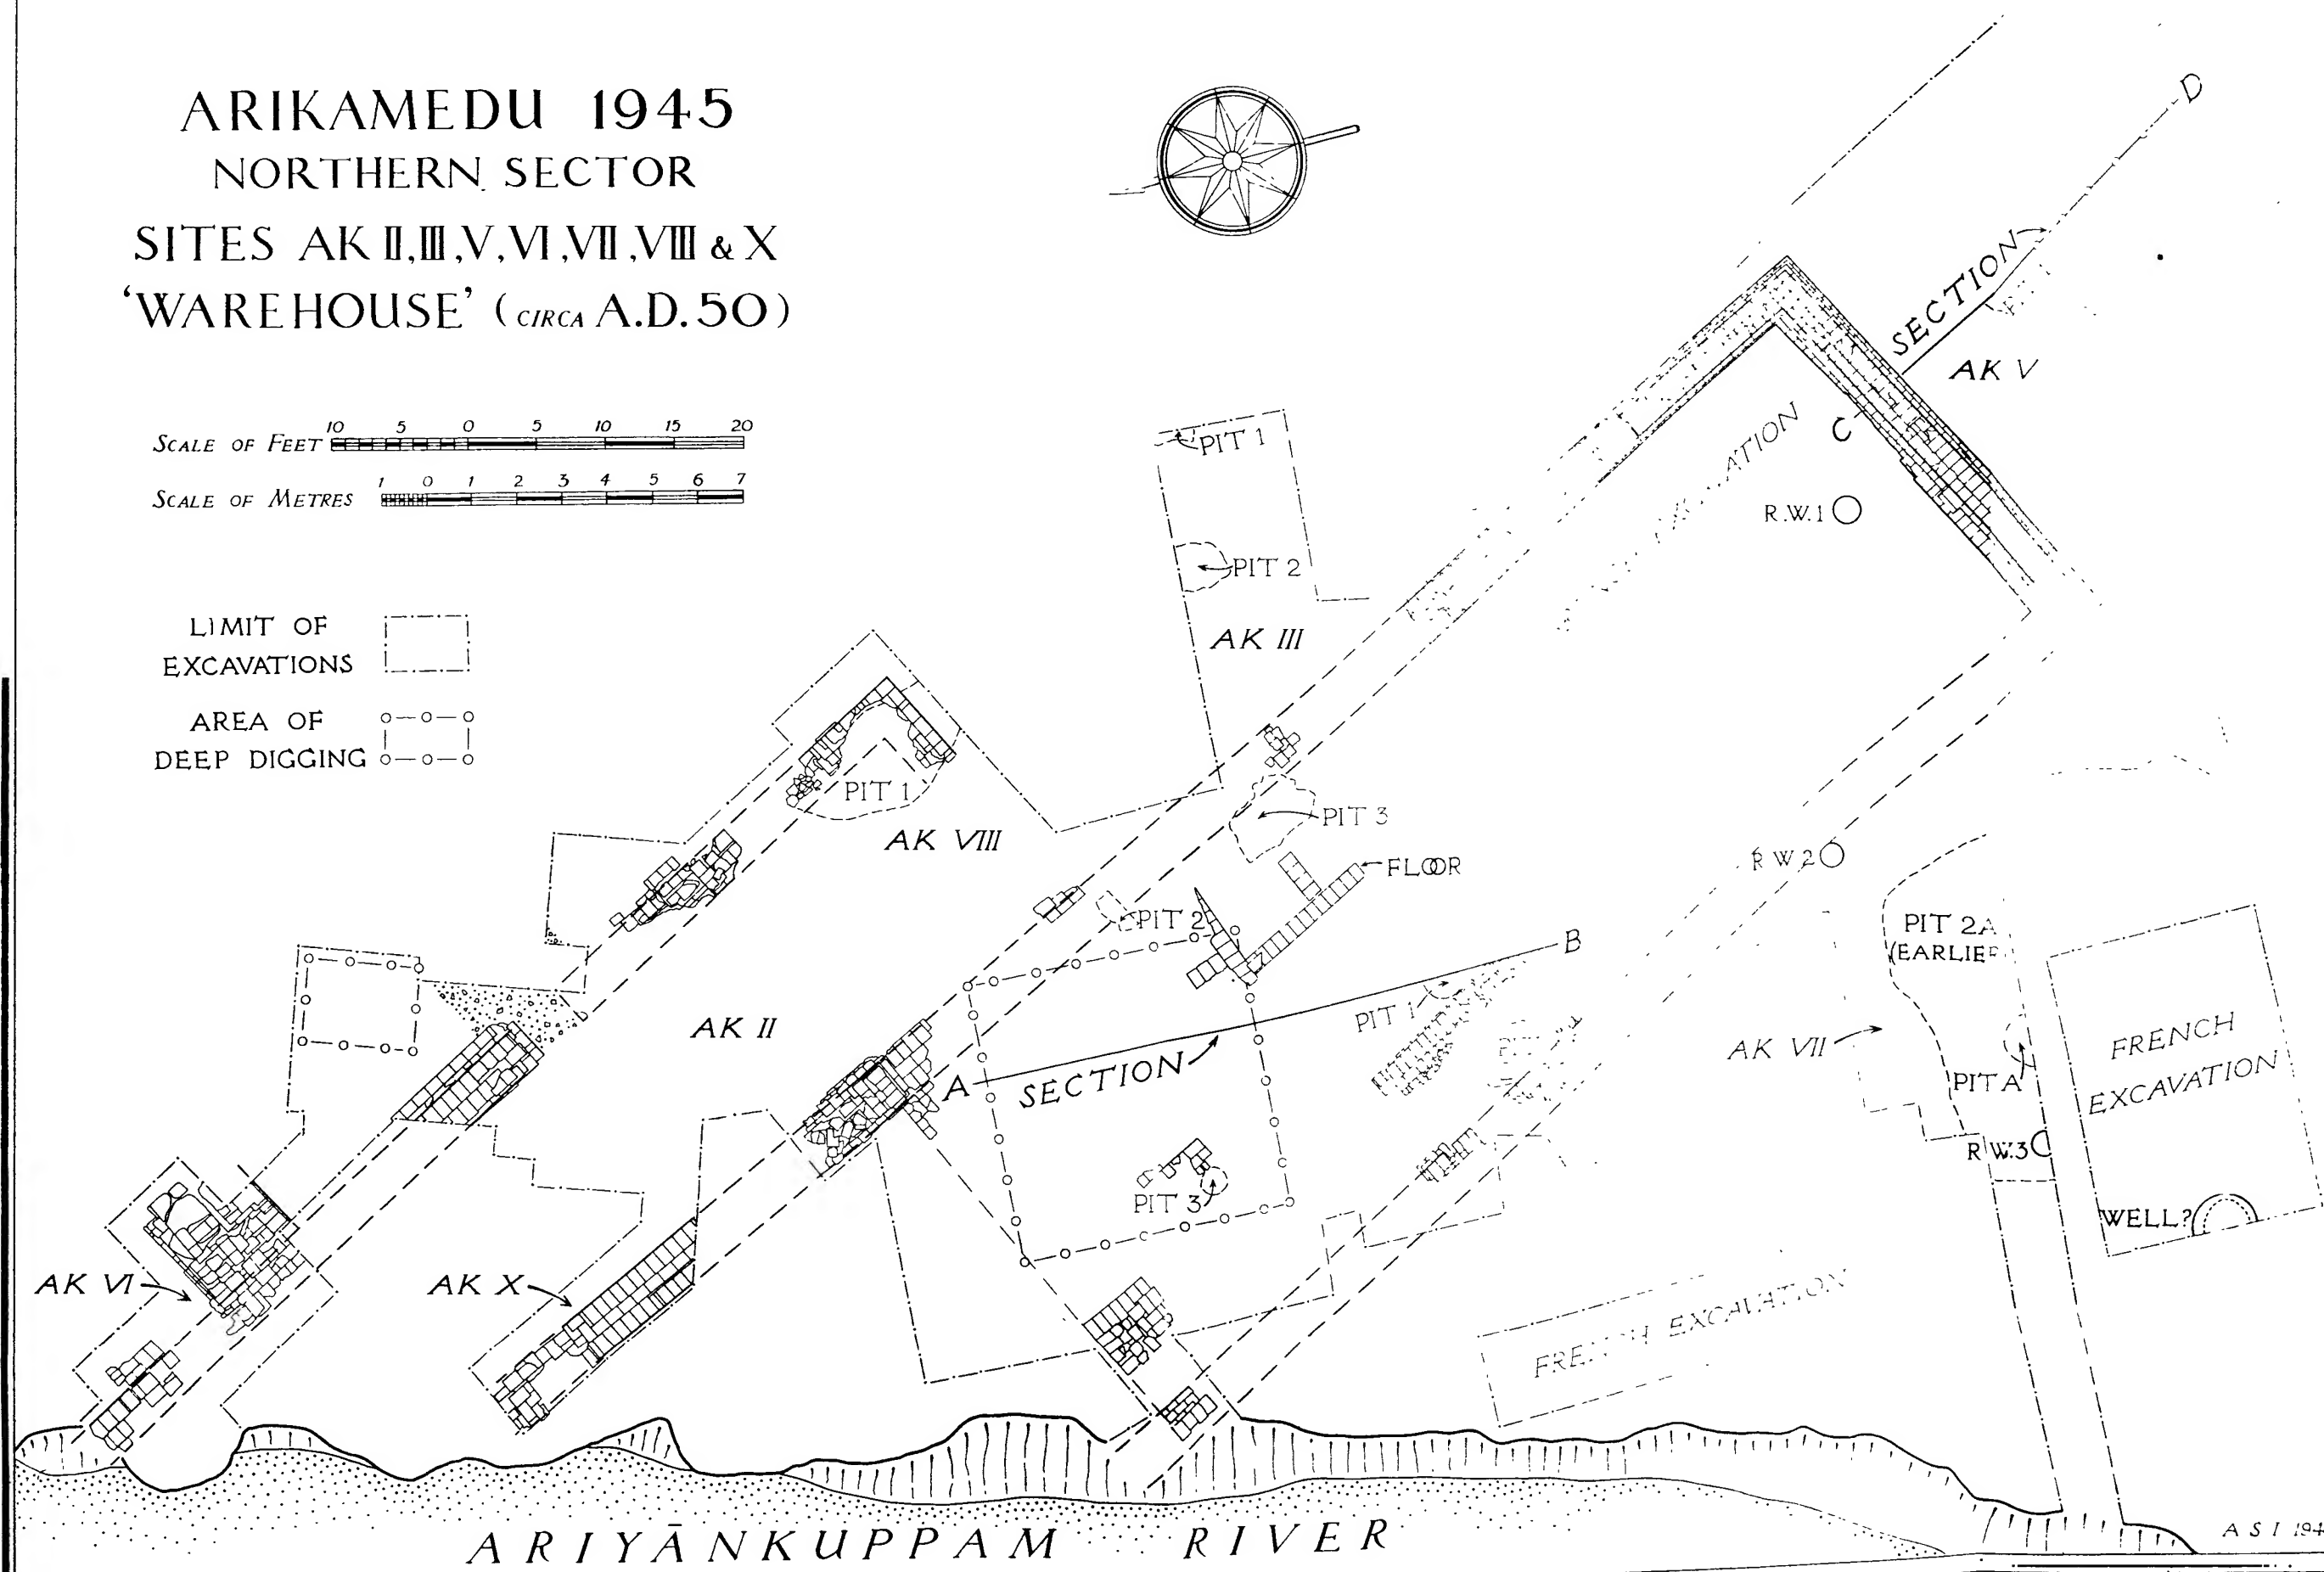 ARIKAMEDU 1945
NORTHERN SECTOR
SITES AK II, III, V, VI, VII, VIII & X
‘WAREHOUSE’ (CIRCA A.D. 50)
SCALE OF FEET 10 5 0 5 10 15 20
SCALE OF METRES 1 0 1 2 3 4 5 6 7
LIMIT OF
EXCAVATIONS
AREA OF
DEEP DIGGING
D
SECTION
AK V
C
R.W.1
PIT 1
PIT 2
AK III
PIT 1
AK VIII
PIT 3
FLOOR
PIT 2
R W 2
PIT 2A
(EARLIER
B
AK II
PIT 1
A
SECTION
AK VII
PIT A
FRENCH
EXCAVATION
R.W.3
PIT 3
WELL?
AK VI
AK X
FRENCH EXCAVATION
ARIYĀNKUPPAM RIVER
A S I